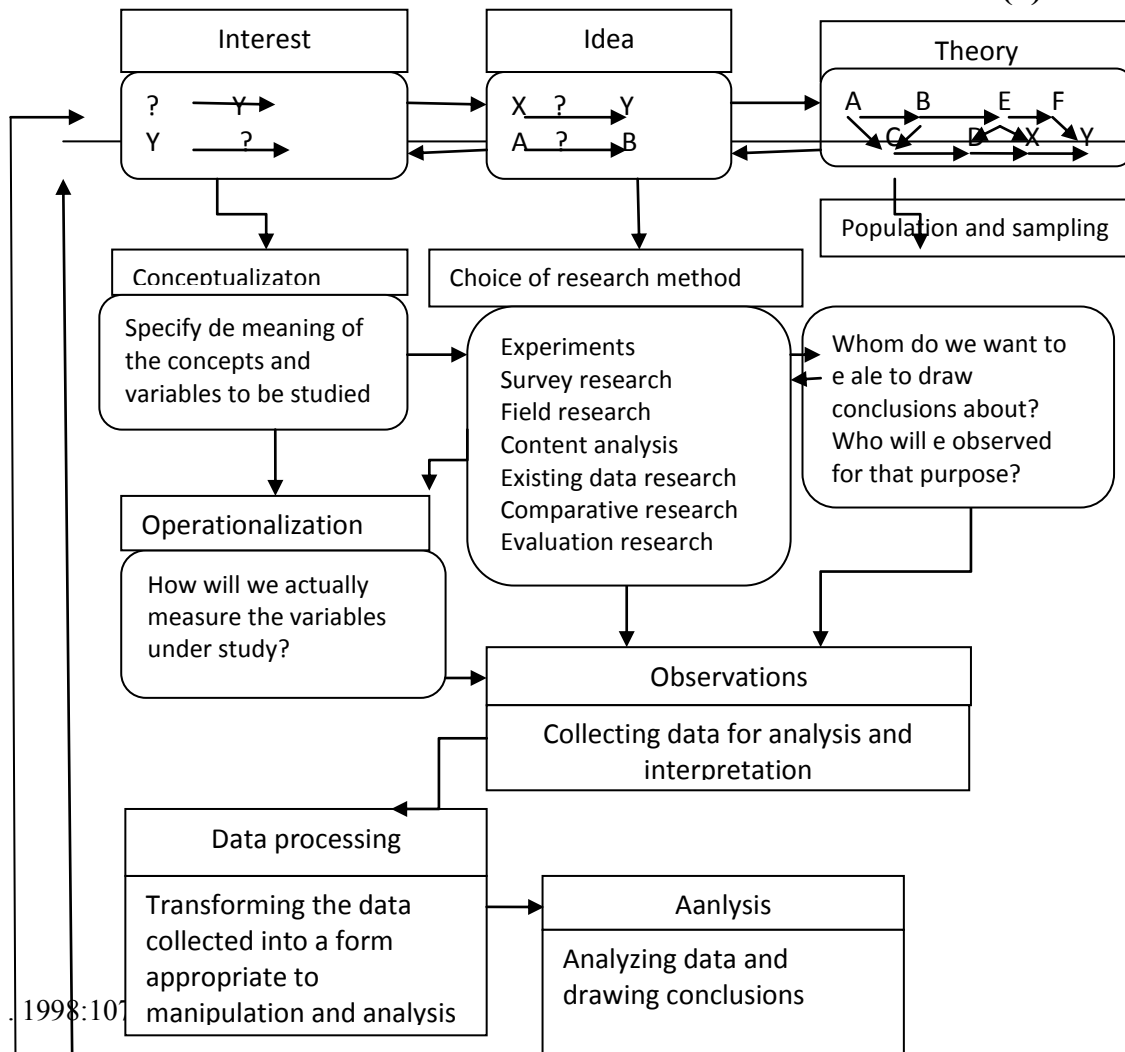 Interest
? Y
Y ?
Idea
X ? Y
A ? B
Theory
A B E F
C D X Y
Population and sampling
Conceptualizaton
Specify de meaning of
the concepts and
variables to be studied
Choice of research method
Experiments
Survey research
Field research
Content analysis
Existing data research
Comparative research
Evaluation research
Whom do we want to
e ale to draw
conclusions about?
Who will e observed
for that purpose?
Operationalization
How will we actually
measure the variables
under study?
Observations
Collecting data for analysis and
interpretation
Data processing
Transforming the data
collected into a form
appropriate to
manipulation and analysis
Aanlysis
Analyzing data and
drawing conclusions
. 1998:107